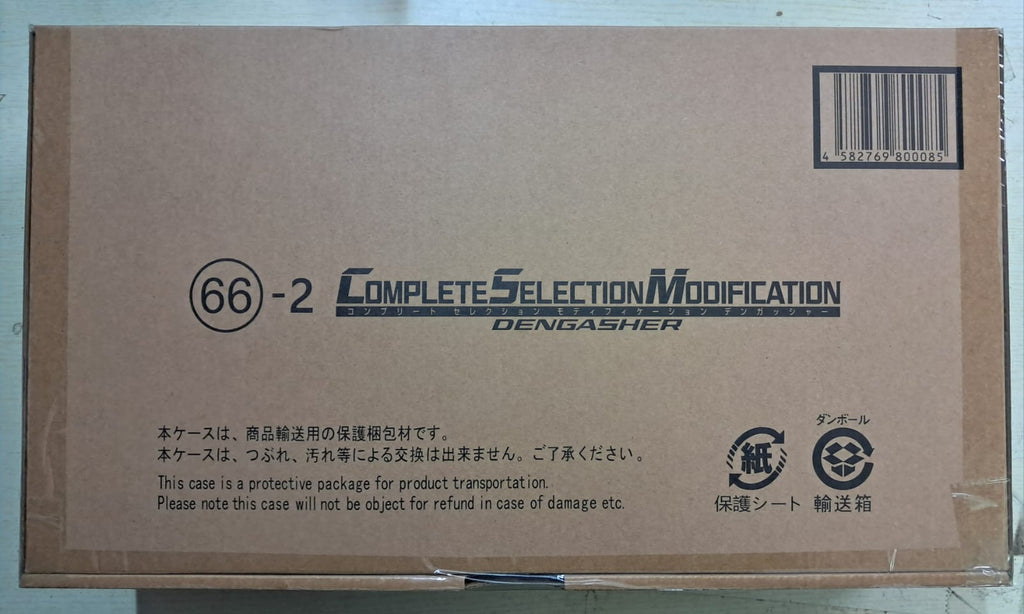 4 582769 800085
66-2 COMPLETE SELECTION MODIFICATION
コンプリート セレクション モディフィケーション デンガッシャー
DENGASHER
本ケースは、商品輸送用の保護梱包材です。
本ケースは、つぶれ、汚れ等による交換は出来ません。ご了承ください。
This case is a protective package for product transportation.
Please note this case will not be object for refund in case of damage etc.
ダンボール
紙
保護シート 輸送箱